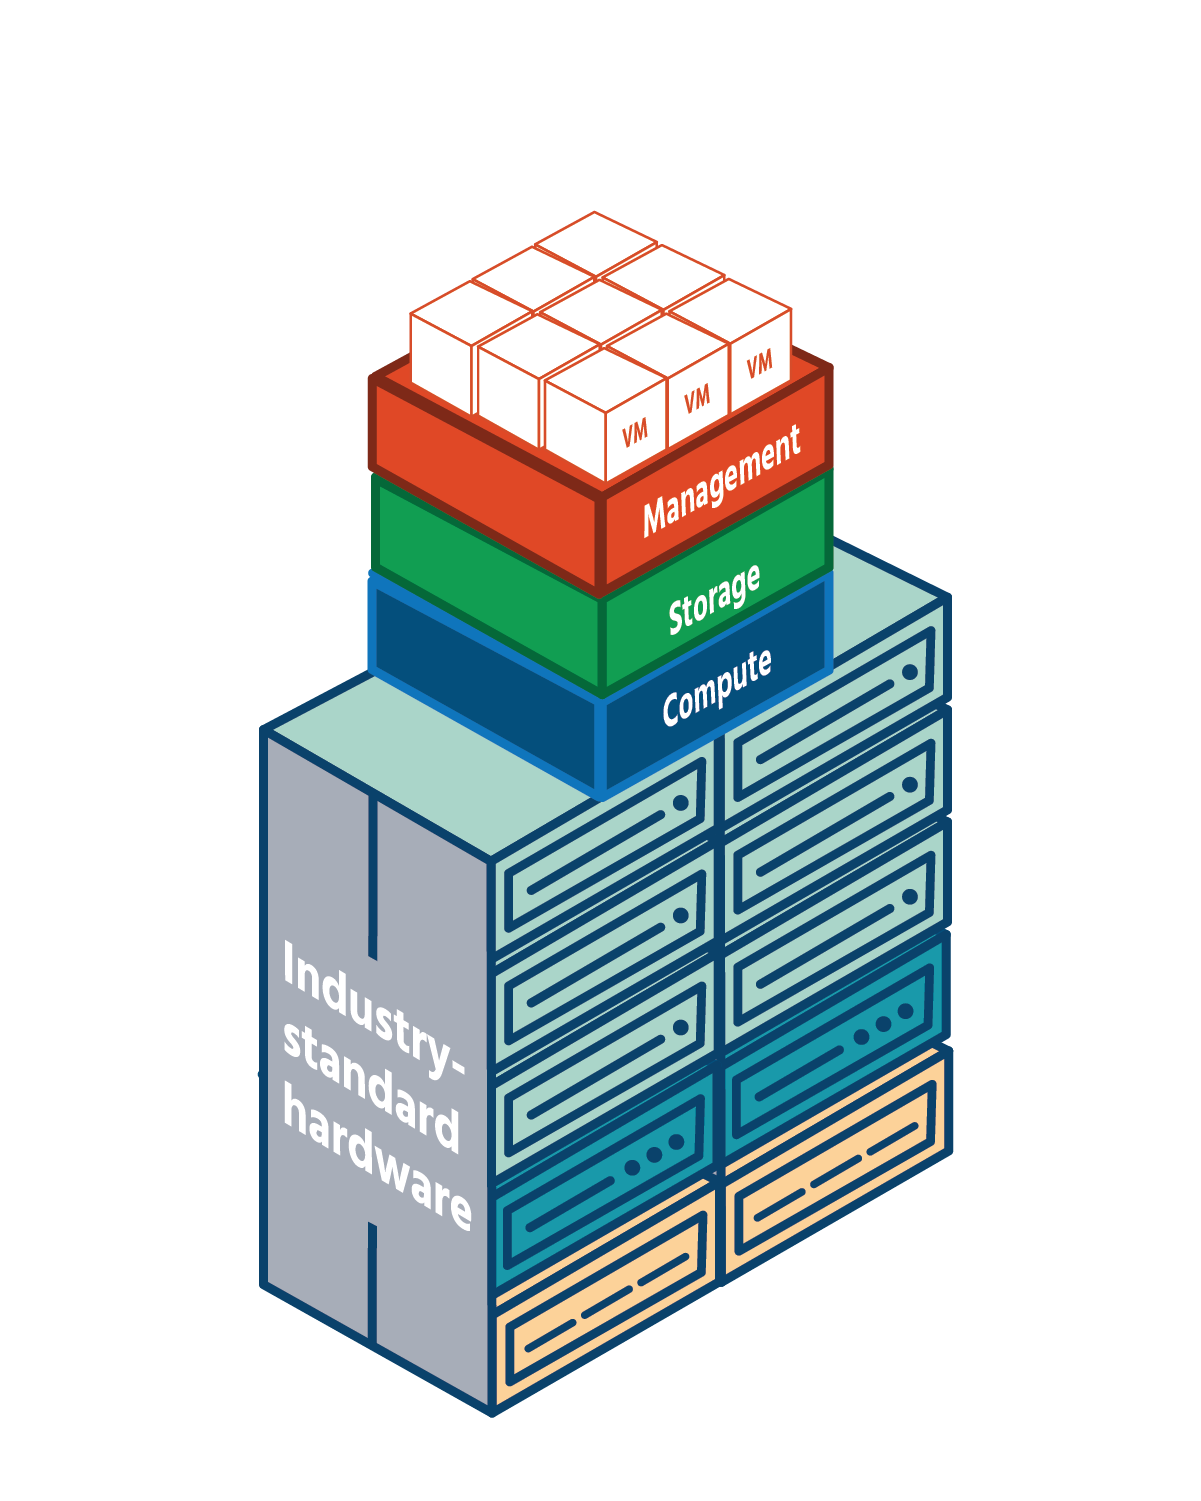 VM
VM
VM
Management
Storage
Compute
Industry-
standard
hardware